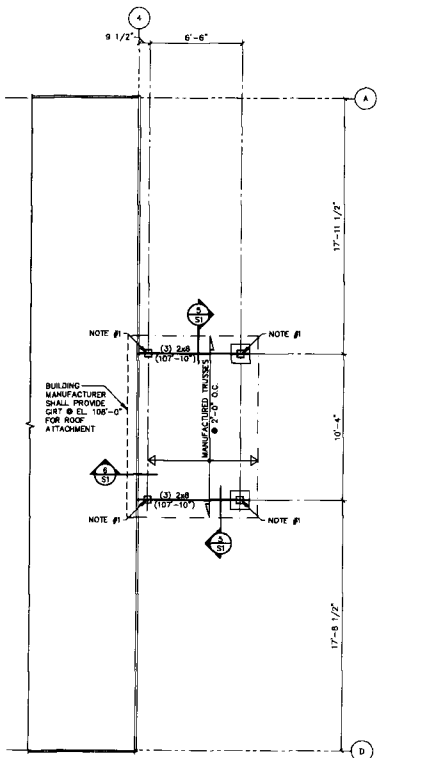 4
9 1/2"
6'-6"
A
17'-11 1/2"
5
S1
NOTE #1
NOTE #1
(3) 2x8
(107'-10")
BUILDING
MANUFACTURER
SHALL PROVIDE
GIRT @ EL. 108'-0"
FOR ROOF
ATTACHMENT
MANUFACTURED TRUSSES
@ 2'-0" O.C.
10'-4"
6
S1
(3) 2x8
(107'-10")
NOTE #1
NOTE #1
5
S1
17'-8 1/2"
D